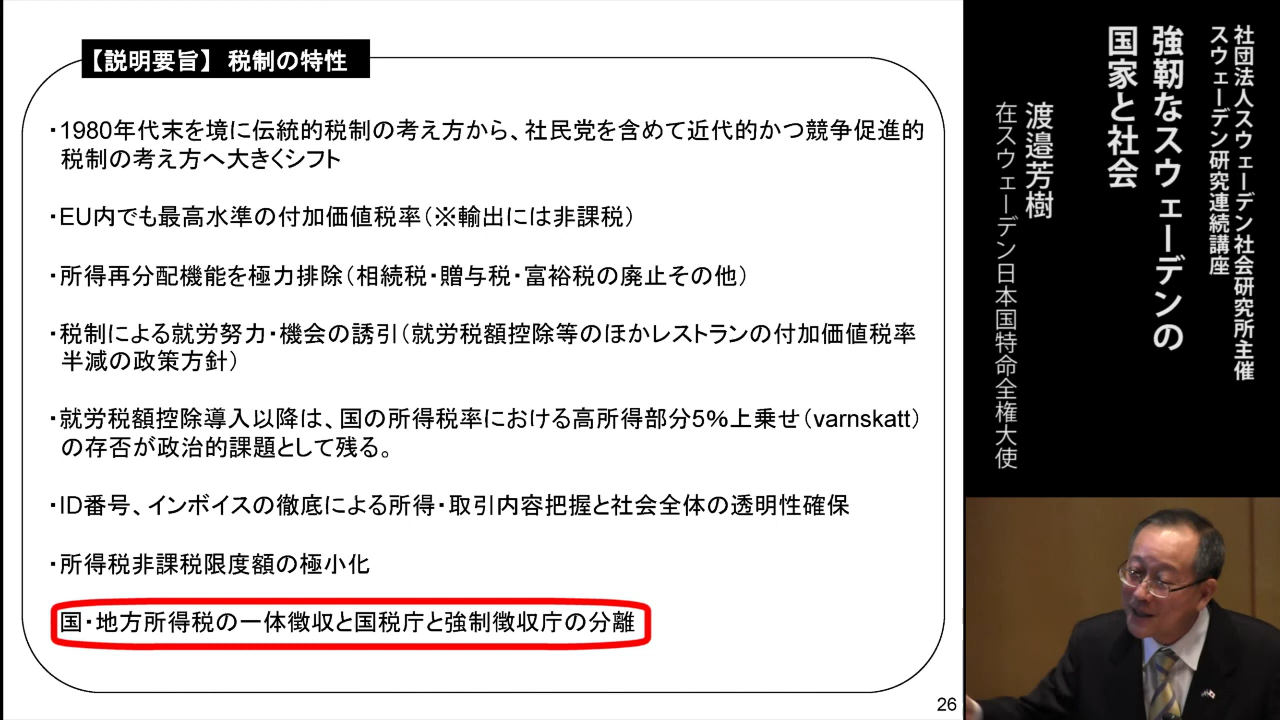 【説明要旨】 税制の特性
・1980年代末を境に伝統的税制の考え方から、社民党を含めて近代的かつ競争促進的
税制の考え方へ大きくシフト
・EU内でも最高水準の付加価値税率(※輸出には非課税)
・所得再分配機能を極力排除(相続税・贈与税・富裕税の廃止その他)
・税制による就労努力・機会の誘引(就労税額控除等のほかレストランの付加価値税率
半減の政策方針)
・就労税額控除導入以降は、国の所得税率における高所得部分5%上乗せ(varnskatt)
の存否が政治的課題として残る。
・ID番号、インボイスの徹底による所得・取引内容把握と社会全体の透明性確保
・所得税非課税限度額の極小化
国・地方所得税の一体徴収と国税庁と強制徴収庁の分離
26
社団法人スウェーデン社会研究所主催
スウェーデン研究連続講座
強靭なスウェーデンの
国家と社会
渡邉芳樹
在スウェーデン日本国特命全権大使